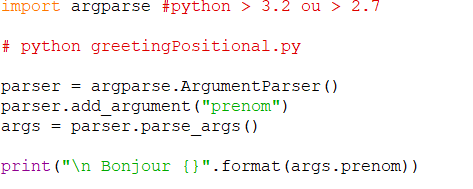 import argparse #python > 3.2 ou > 2.7
# python greetingPositional.py
parser = argparse.ArgumentParser()
parser.add_argument("prenom")
args = parser.parse_args()
print("\n Bonjour {}".format(args.prenom))